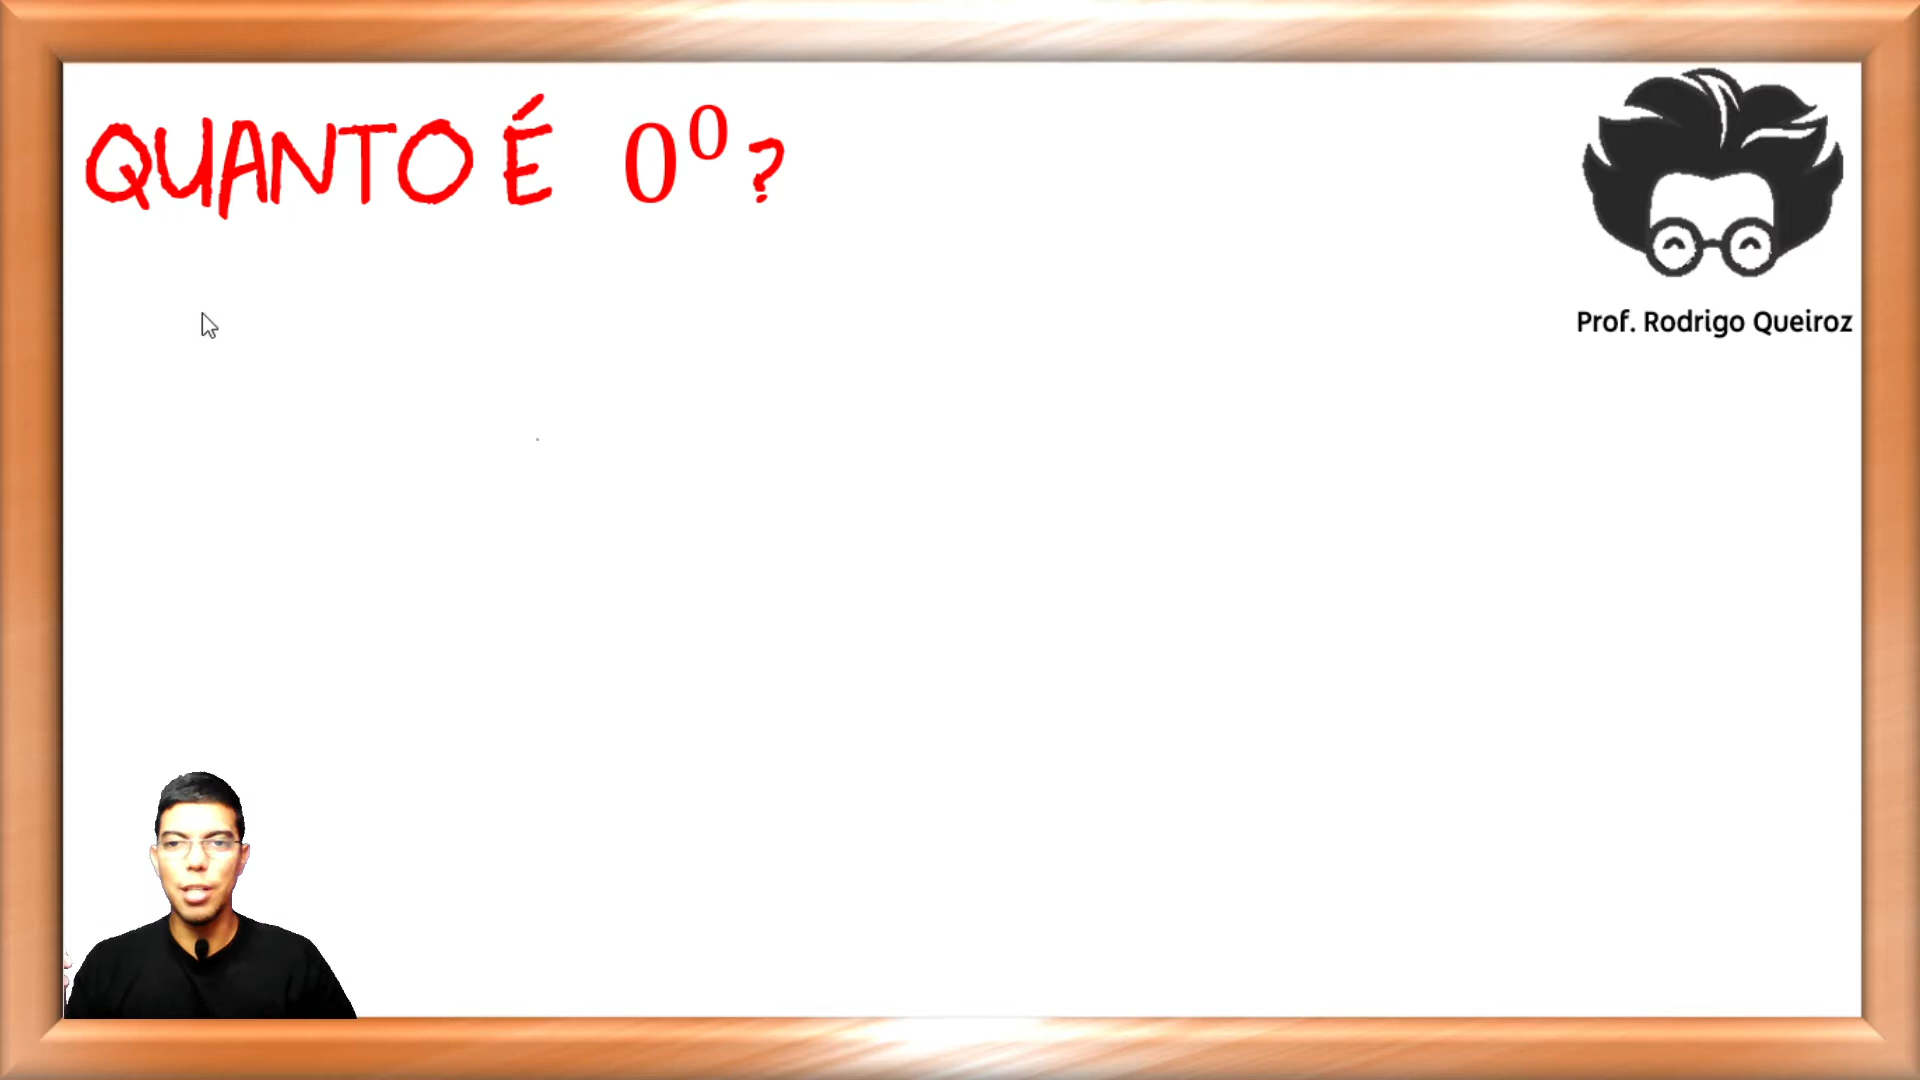 QUANTO É 0⁰ ?
Prof. Rodrigo Queiroz